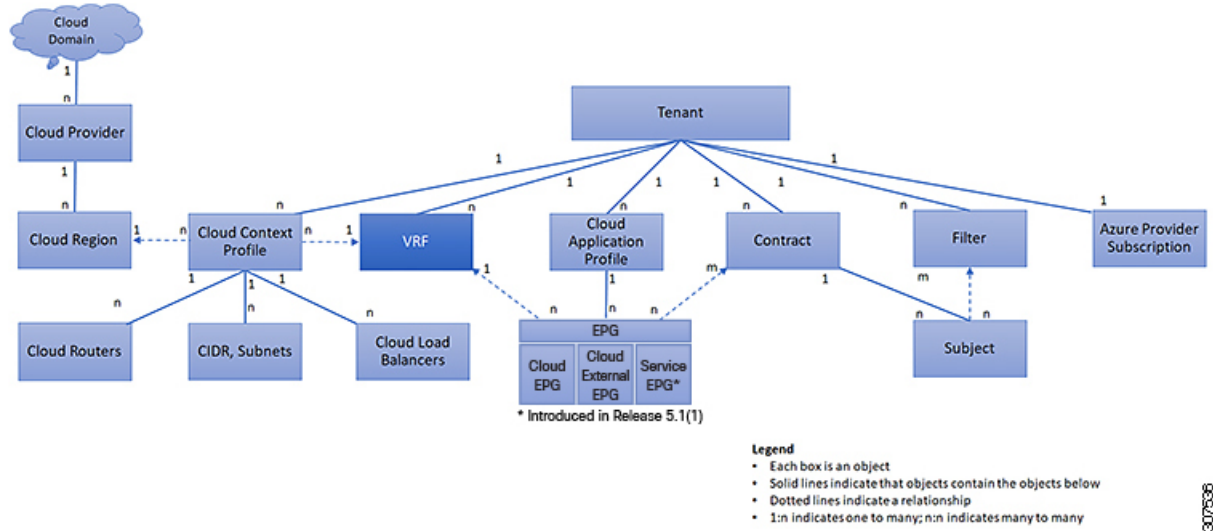 Cloud
Domain
1
n
Cloud Provider
1
n
Cloud Region
1
n
Cloud Context
Profile
n
1
VRF
Tenant
1
1
1
1
1
1
n
n
n
n
n
Cloud
Application
Profile
Contract
Filter
Azure Provider
Subscription
1
1
1
n
n
n
Cloud Routers
CIDR, Subnets
Cloud Load
Balancers
1
n
1
n
n
m
EPG
Cloud
EPG
Cloud
External
EPG
Service
EPG*
* Introduced in Release 5.1(1)
1
n
m
n
Subject
Legend
• Each box is an object
• Solid lines indicate that objects contain the objects below
• Dotted lines indicate a relationship
• 1:n indicates one to many; n:n indicates many to many
307536